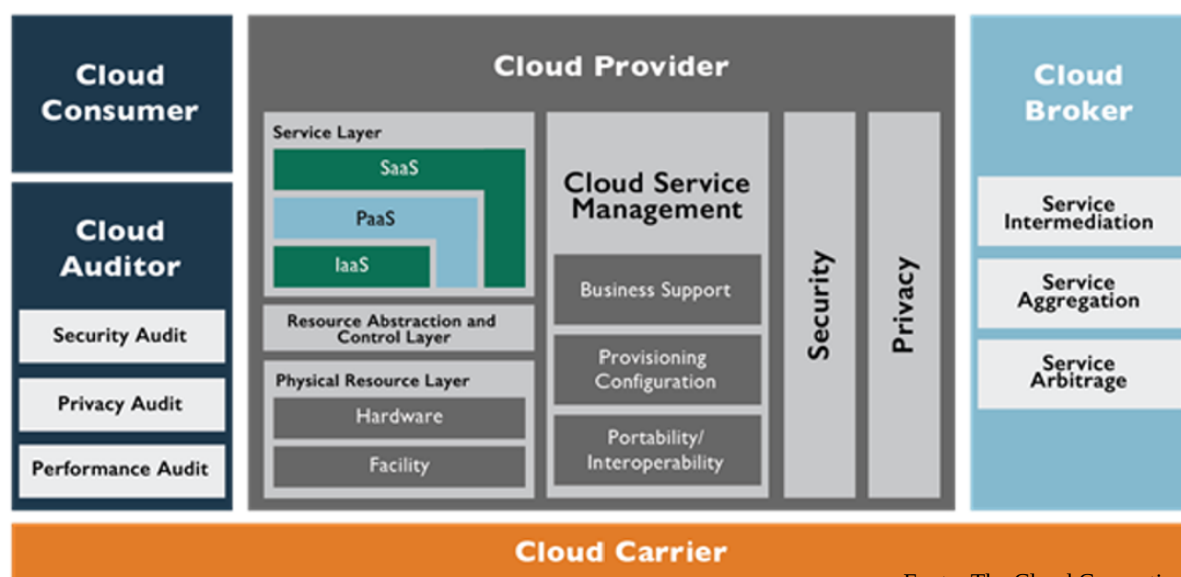 Cloud
Consumer
Cloud
Auditor
Security Audit
Privacy Audit
Performance Audit
Cloud Provider
Service Layer
SaaS
PaaS
IaaS
Resource Abstraction and
Control Layer
Physical Resource Layer
Hardware
Facility
Cloud Service
Management
Business Support
Provisioning
Configuration
Portability/
Interoperability
Security
Privacy
Cloud
Broker
Service
Intermediation
Service
Aggregation
Service
Arbitrage
Cloud Carrier